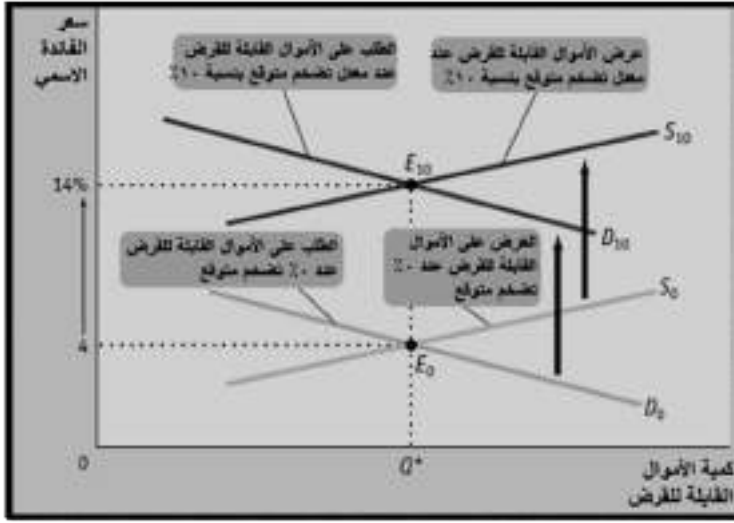 سعر
الفائدة
الاسمي
الطلب على الأموال القابلة للقرض
عند معدل تضخم متوقع بنسبة ١٠٪
عرض الأموال القابلة للقرض عند
معدل تضخم متوقع بنسبة ١٠٪
S10
E10
14%
D10
الطلب على الأموال القابلة للقرض
عند ٠٪ تضخم متوقع
العرض على الأموال
القابلة للقرض عند ٠٪
تضخم متوقع
S0
4
E0
D0
0
Q*
كمية الأموال
القابلة للقرض